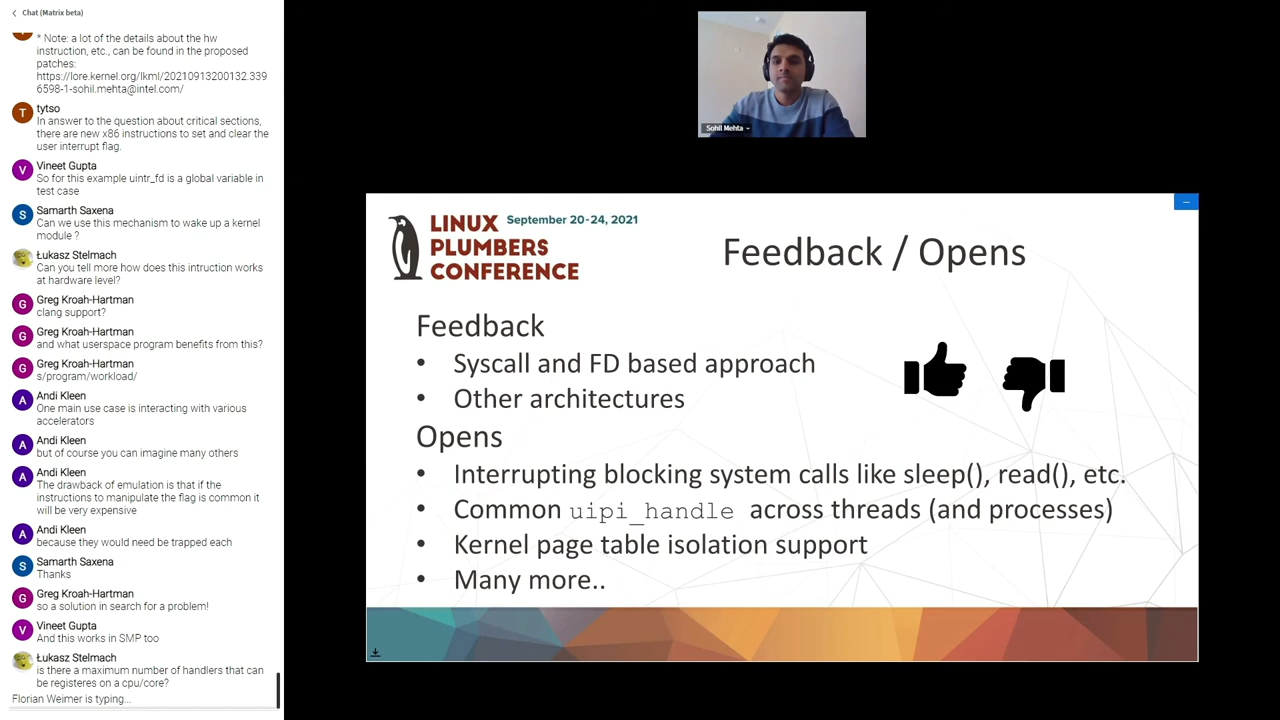 Chat (Matrix beta)
* Note: a lot of the details about the hw
instruction, etc., can be found in the proposed
patches:
https://lore.kernel.org/lkml/20210913200132.339
6598-1-sohil.mehta@intel.com/
T
tytso
In answer to the question about critical sections,
there are new x86 instructions to set and clear the
user interrupt flag.
V
Vineet Gupta
So for this example uintr_fd is a global variable in
test case
S
Samarth Saxena
Can we use this mechanism to wake up a kernel
module ?
Łukasz Stelmach
Can you tell more how does this intruction works
at hardware level?
G
Greg Kroah-Hartman
clang support?
G
Greg Kroah-Hartman
and what userspace program benefits from this?
G
Greg Kroah-Hartman
s/program/workload/
A
Andi Kleen
One main use case is interacting with various
accelerators
A
Andi Kleen
but of course you can imagine many others
A
Andi Kleen
The drawback of emulation is that if the
instructions to manipulate the flag is common it
will be very expensive
A
Andi Kleen
because they would need be trapped each
S
Samarth Saxena
Thanks
G
Greg Kroah-Hartman
so a solution in search for a problem!
V
Vineet Gupta
And this works in SMP too
Łukasz Stelmach
is there a maximum number of handlers that can
be registeres on a cpu/core?
Florian Weimer is typing...
Sohil Mehta
LINUX
PLUMBERS
CONFERENCE
September 20-24, 2021
Feedback / Opens
Feedback
• Syscall and FD based approach
• Other architectures
Opens
• Interrupting blocking system calls like sleep(), read(), etc.
• Common uipi_handle across threads (and processes)
• Kernel page table isolation support
• Many more..